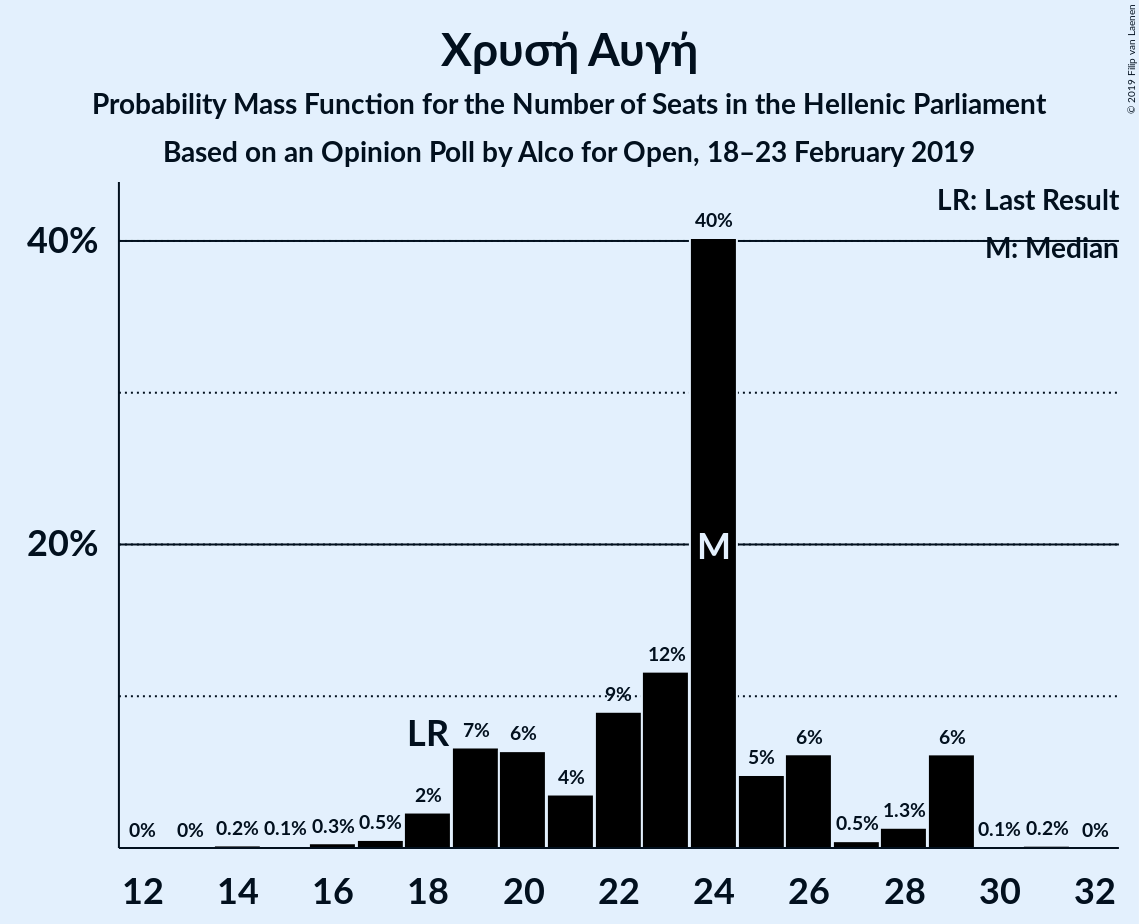 Χρυσή Αυγή
Probability Mass Function for the Number of Seats in the Hellenic Parliament
Based on an Opinion Poll by Alco for Open, 18–23 February 2019
© 2019 Filip van Laenen
LR: Last Result
M: Median
40%
20%
0% 0% 0.2% 0.1% 0.3% 0.5% 2% 7% 6% 4% 9% 12% 40% 5% 6% 0.5% 1.3% 6% 0.1% 0.2% 0%
LR
M
12 14 16 18 20 22 24 26 28 30 32